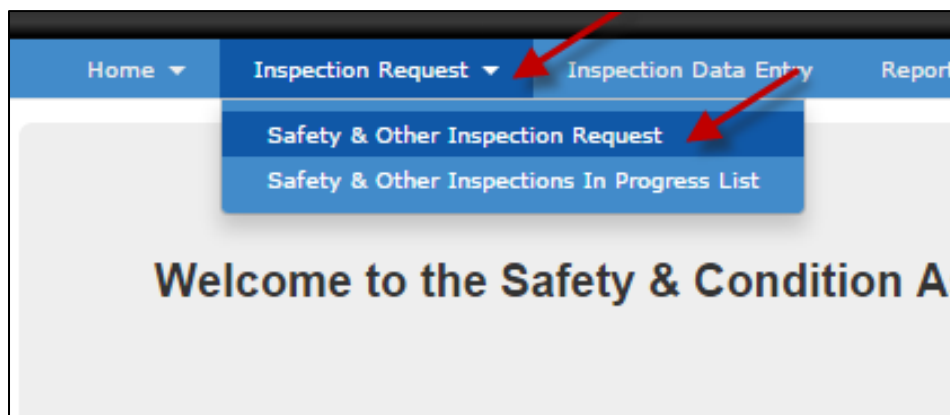 Home Inspection Request Inspection Data Entry Report
Safety & Other Inspection Request
Safety & Other Inspections In Progress List
Welcome to the Safety & Condition A